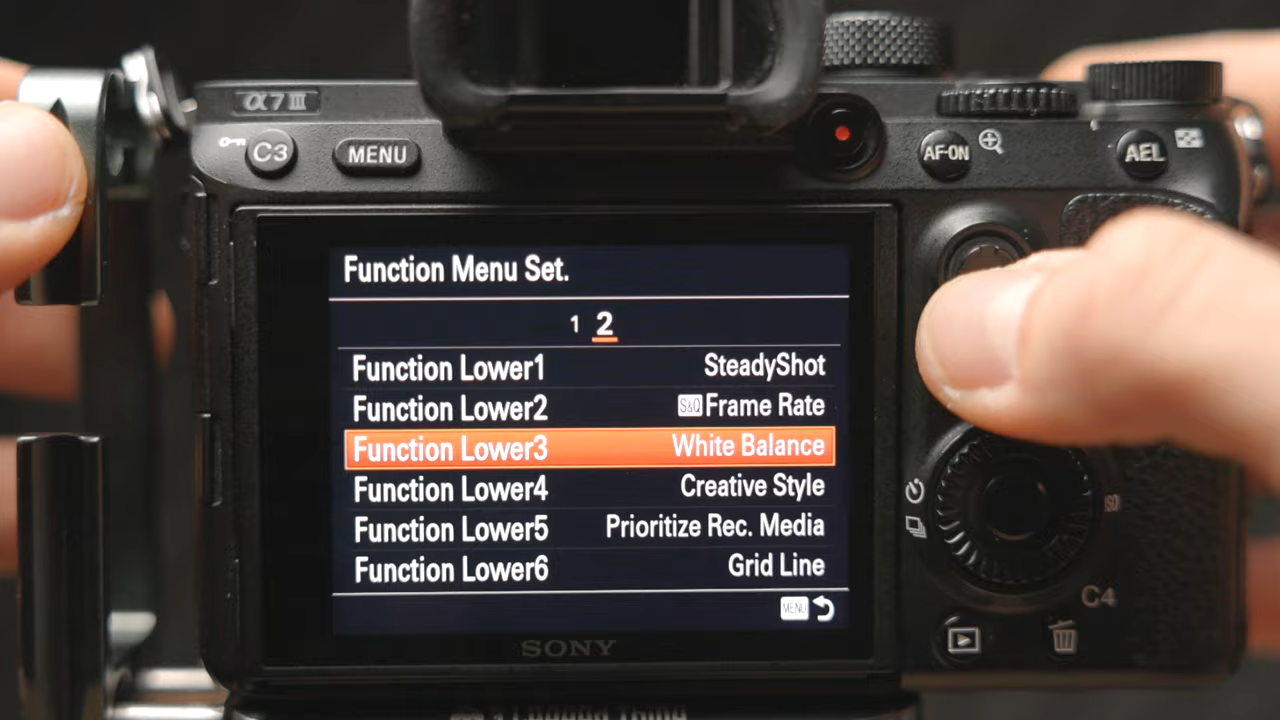 α7III
C3 MENU AF-ON AEL
Function Menu Set.
1 2
Function Lower1 SteadyShot
Function Lower2 S&Q Frame Rate
Function Lower3 White Balance
Function Lower4 Creative Style
Function Lower5 Prioritize Rec. Media
Function Lower6 Grid Line
MENU
C4
SONY